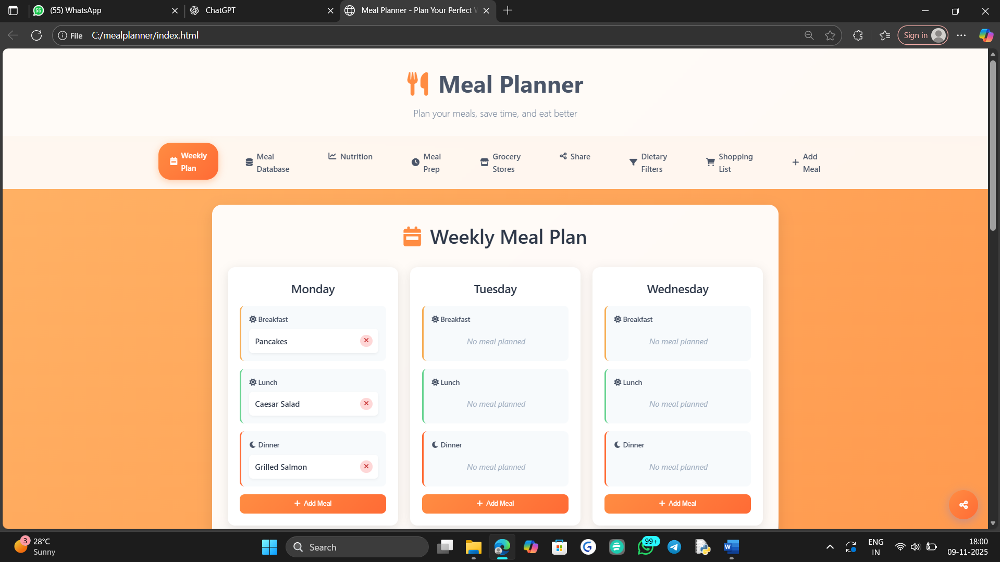 (55) WhatsApp
ChatGPT
Meal Planner - Plan Your Perfect
File
C:/mealplanner/index.html
Sign in
Meal Planner
Plan your meals, save time, and eat better
Weekly
Plan
Meal
Database
Nutrition
Meal
Prep
Grocery
Stores
Share
Dietary
Filters
Shopping
List
Add
Meal
Weekly Meal Plan
Monday
Breakfast
Pancakes
Lunch
Caesar Salad
Dinner
Grilled Salmon
Add Meal
Tuesday
Breakfast
No meal planned
Lunch
No meal planned
Dinner
No meal planned
Add Meal
Wednesday
Breakfast
No meal planned
Lunch
No meal planned
Dinner
No meal planned
Add Meal
3
28°C
Sunny
Search
99+
ENG
IN
18:00
09-11-2025